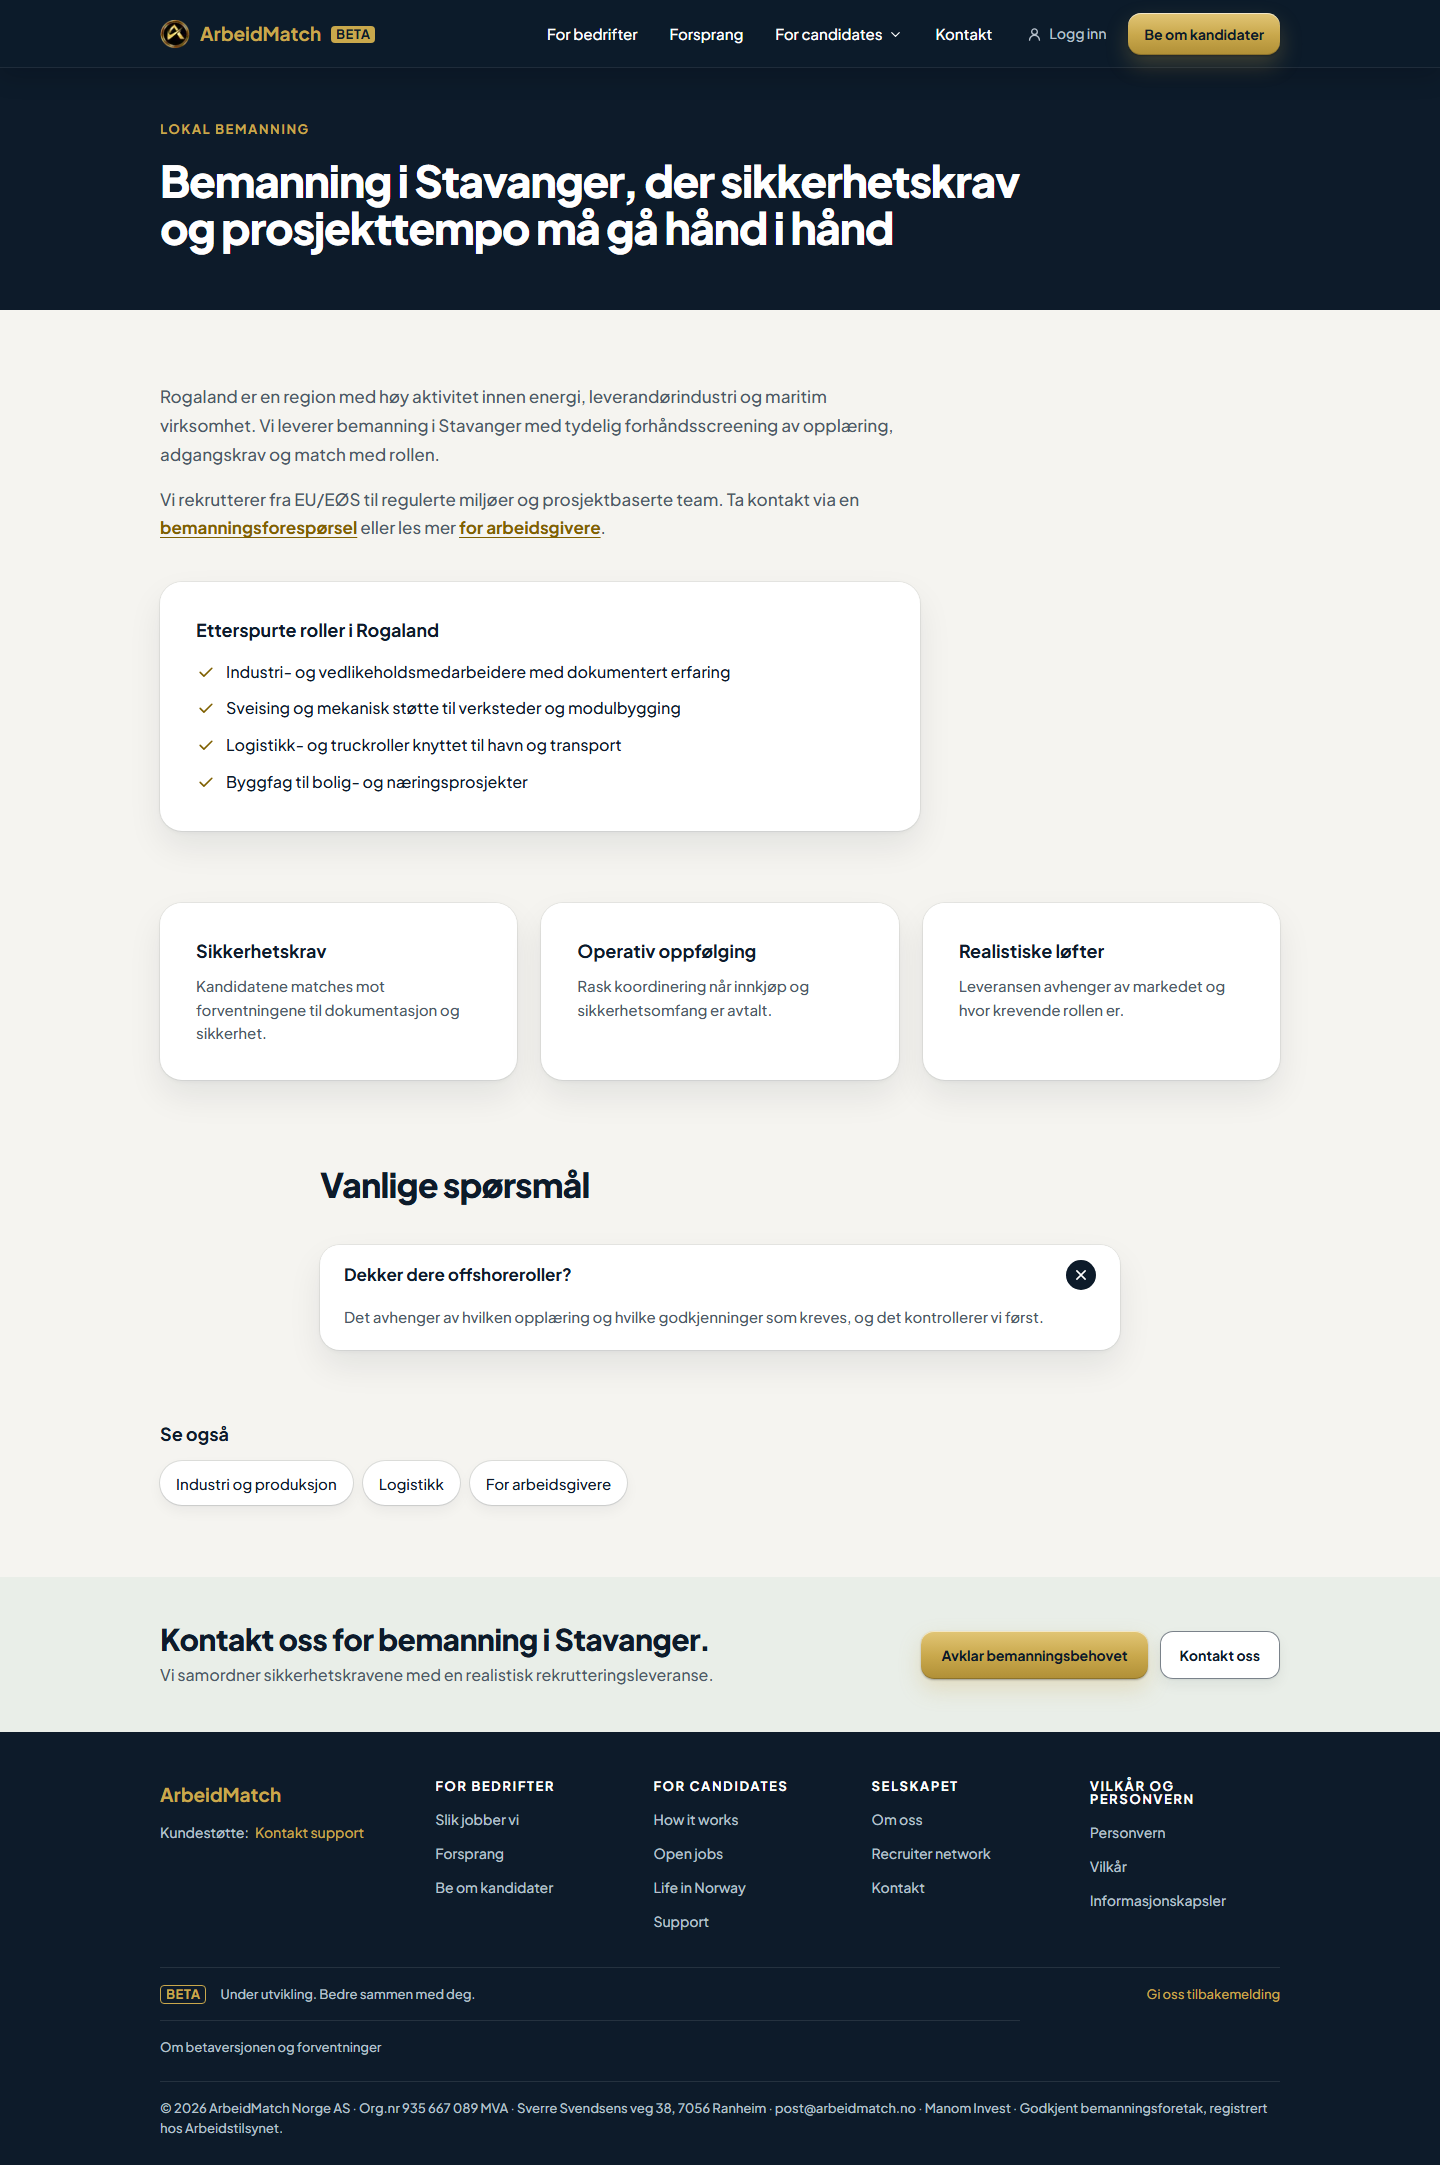 ArbeidMatch BETA
For bedrifter
Forsprang
For candidates
Kontakt
Logg inn
Be om kandidater
LOKAL BEMANNING
Bemanning i Stavanger, der sikkerhetskrav
og prosjekttempo må gå hånd i hånd
Rogaland er en region med høy aktivitet innen energi, leverandørindustri og maritim
virksomhet. Vi leverer bemanning i Stavanger med tydelig forhåndsscreening av opplæring,
adgangskrav og match med rollen.
Vi rekrutterer fra EU/EØS til regulerte miljøer og prosjektbaserte team. Ta kontakt via en
bemanningsforespørsel eller les mer for arbeidsgivere.
Etterspurte roller i Rogaland
Industri- og vedlikeholdsmedarbeidere med dokumentert erfaring
Sveising og mekanisk støtte til verksteder og modulbygging
Logistikk- og truckroller knyttet til havn og transport
Byggfag til bolig- og næringsprosjekter
Sikkerhetskrav
Kandidatene matches mot
forventningene til dokumentasjon og
sikkerhet.
Operativ oppfølging
Rask koordinering når innkjøp og
sikkerhetsomfang er avtalt.
Realistiske løfter
Leveransen avhenger av markedet og
hvor krevende rollen er.
Vanlige spørsmål
Dekker dere offshoreroller?
Det avhenger av hvilken opplæring og hvilke godkjenninger som kreves, og det kontrollerer vi først.
Se også
Industri og produksjon
Logistikk
For arbeidsgivere
Kontakt oss for bemanning i Stavanger.
Vi samordner sikkerhetskravene med en realistisk rekrutteringsleveranse.
Avklar bemanningsbehovet
Kontakt oss
ArbeidMatch
Kundestøtte: Kontakt support
FOR BEDRIFTER
Slik jobber vi
Forsprang
Be om kandidater
FOR CANDIDATES
How it works
Open jobs
Life in Norway
Support
SELSKAPET
Om oss
Recruiter network
Kontakt
VILKÅR OG
PERSONVERN
Personvern
Vilkår
Informasjonskapsler
BETA Under utvikling. Bedre sammen med deg.
Gi oss tilbakemelding
Om betaversjonen og forventninger
© 2026 ArbeidMatch Norge AS · Org.nr 935 667 089 MVA · Sverre Svendsens veg 38, 7056 Ranheim · post@arbeidmatch.no · Manom Invest · Godkjent bemanningsforetak, registrert
hos Arbeidstilsynet.